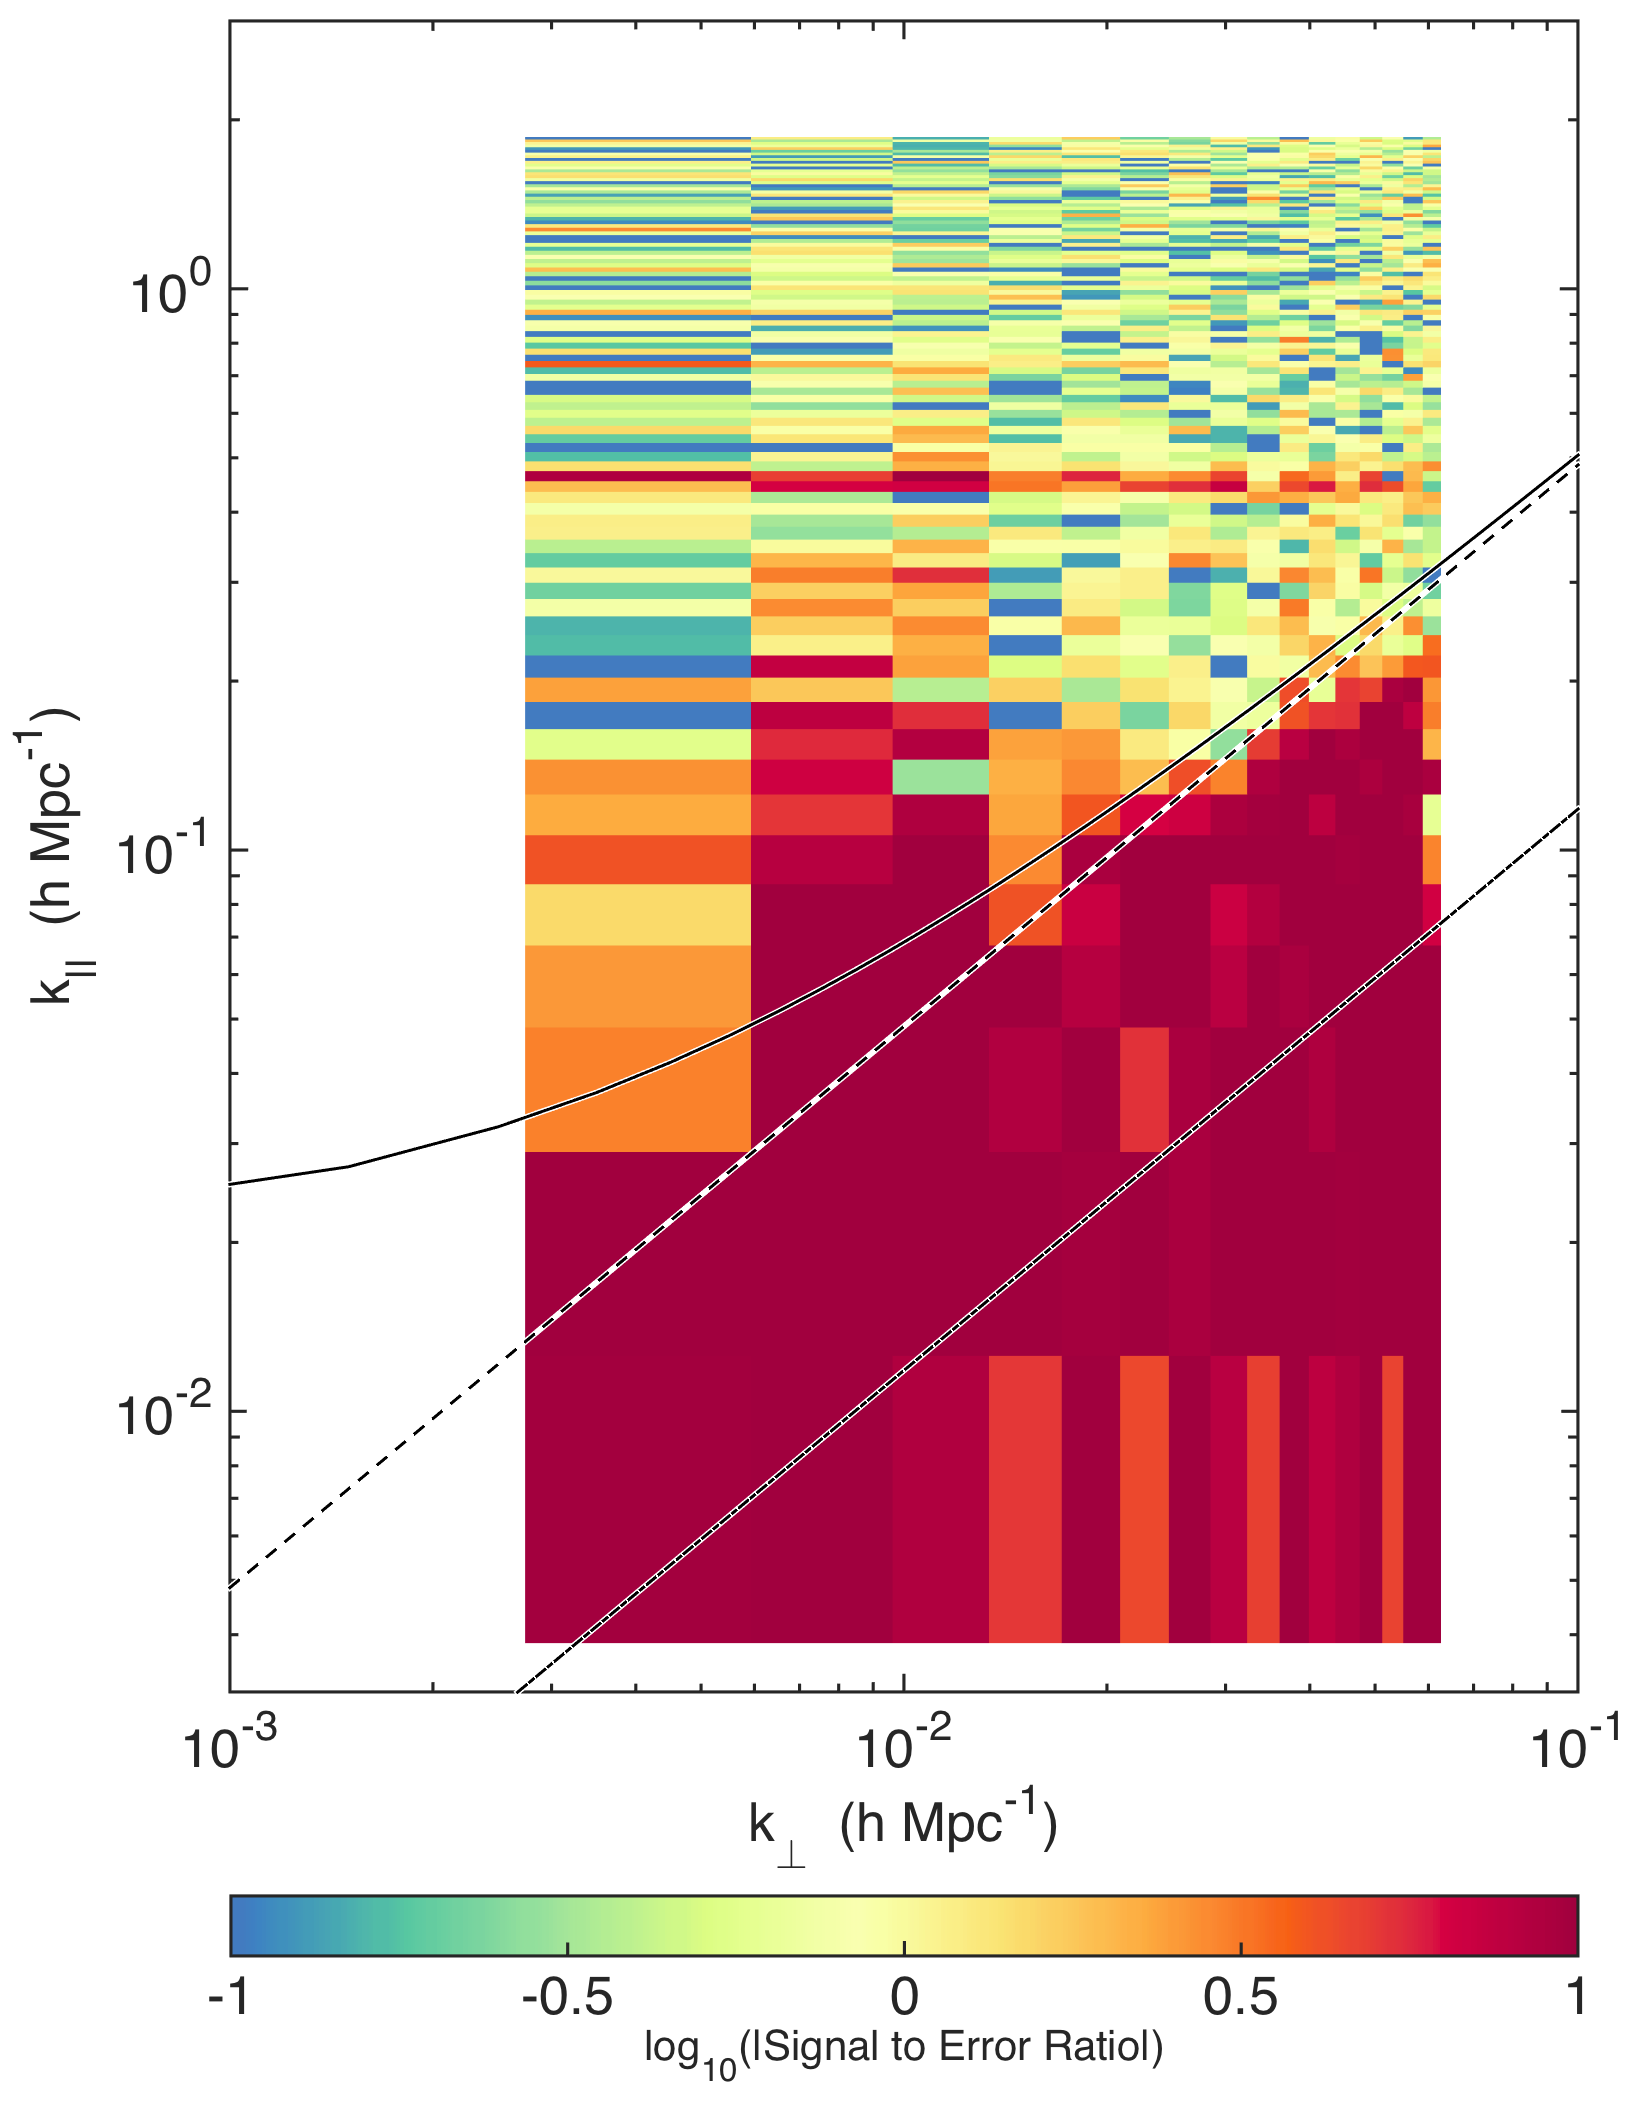 10^0
10^-1
10^-2
k_|| (h Mpc^-1)
10^-3 10^-2 10^-1
k_⊥ (h Mpc^-1)
-1 -0.5 0 0.5 1
log_10(|Signal to Error Ratio|)